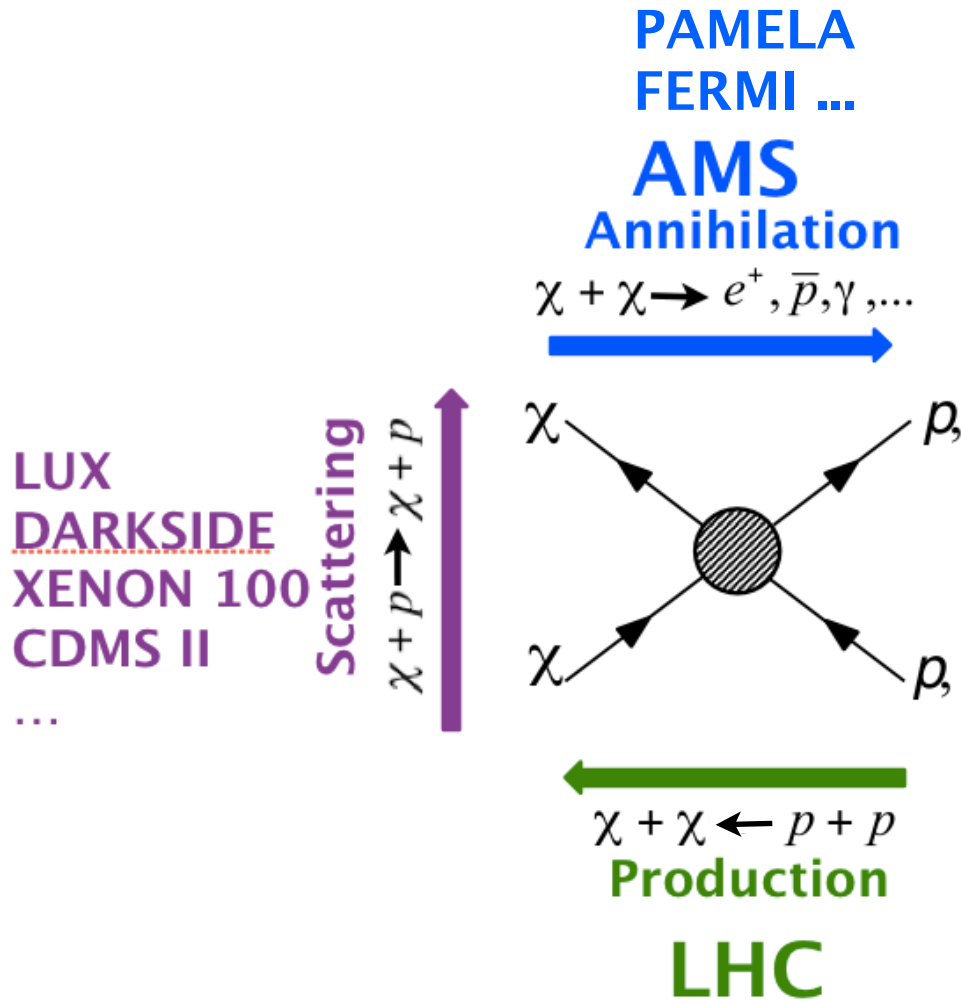 PAMELA
FERMI ...
AMS
Annihilation
χ + χ → e⁺, p̅, γ ,...
LUX
DARKSIDE
XENON 100
CDMS II
...
Scattering
χ + p → χ + p
χ
p,
χ
p,
χ + χ ← p + p
Production
LHC